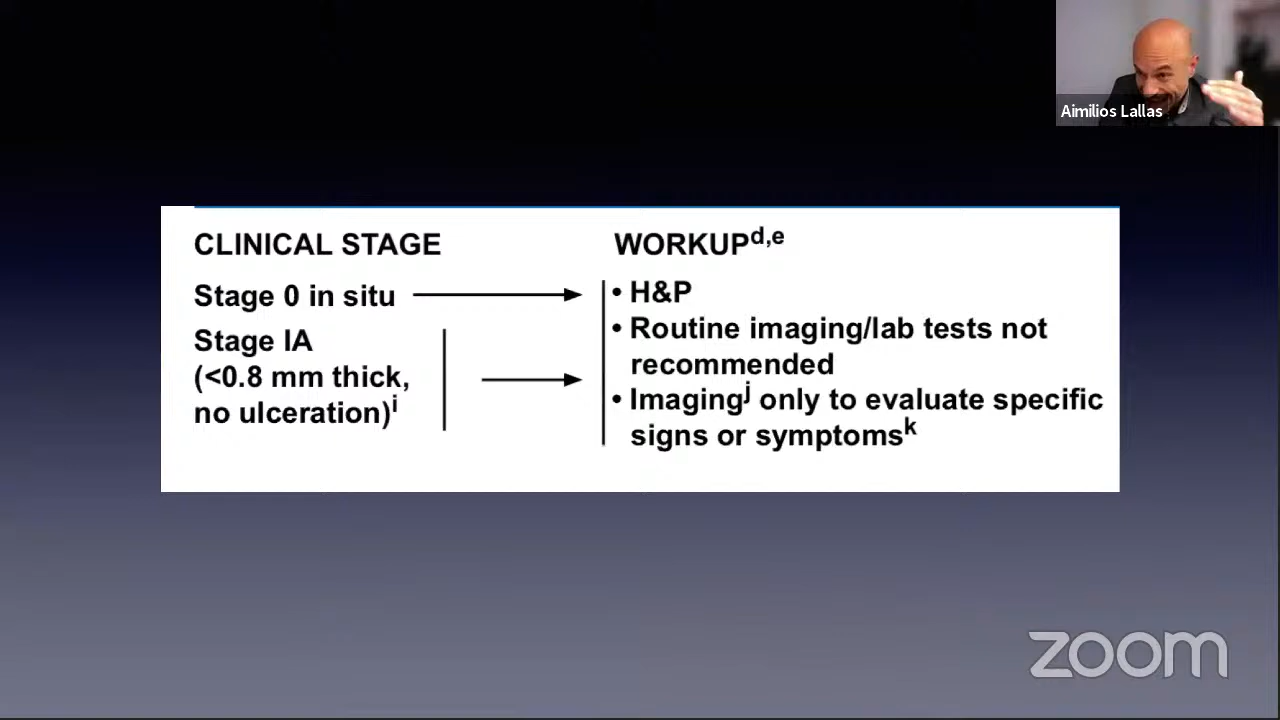 Aimilios Lallas
CLINICAL STAGE
WORKUPd,e
Stage 0 in situ
• H&P
Stage IA
(<0.8 mm thick,
no ulceration)i
• Routine imaging/lab tests not
recommended
• Imagingj only to evaluate specific
signs or symptomsk
zoom